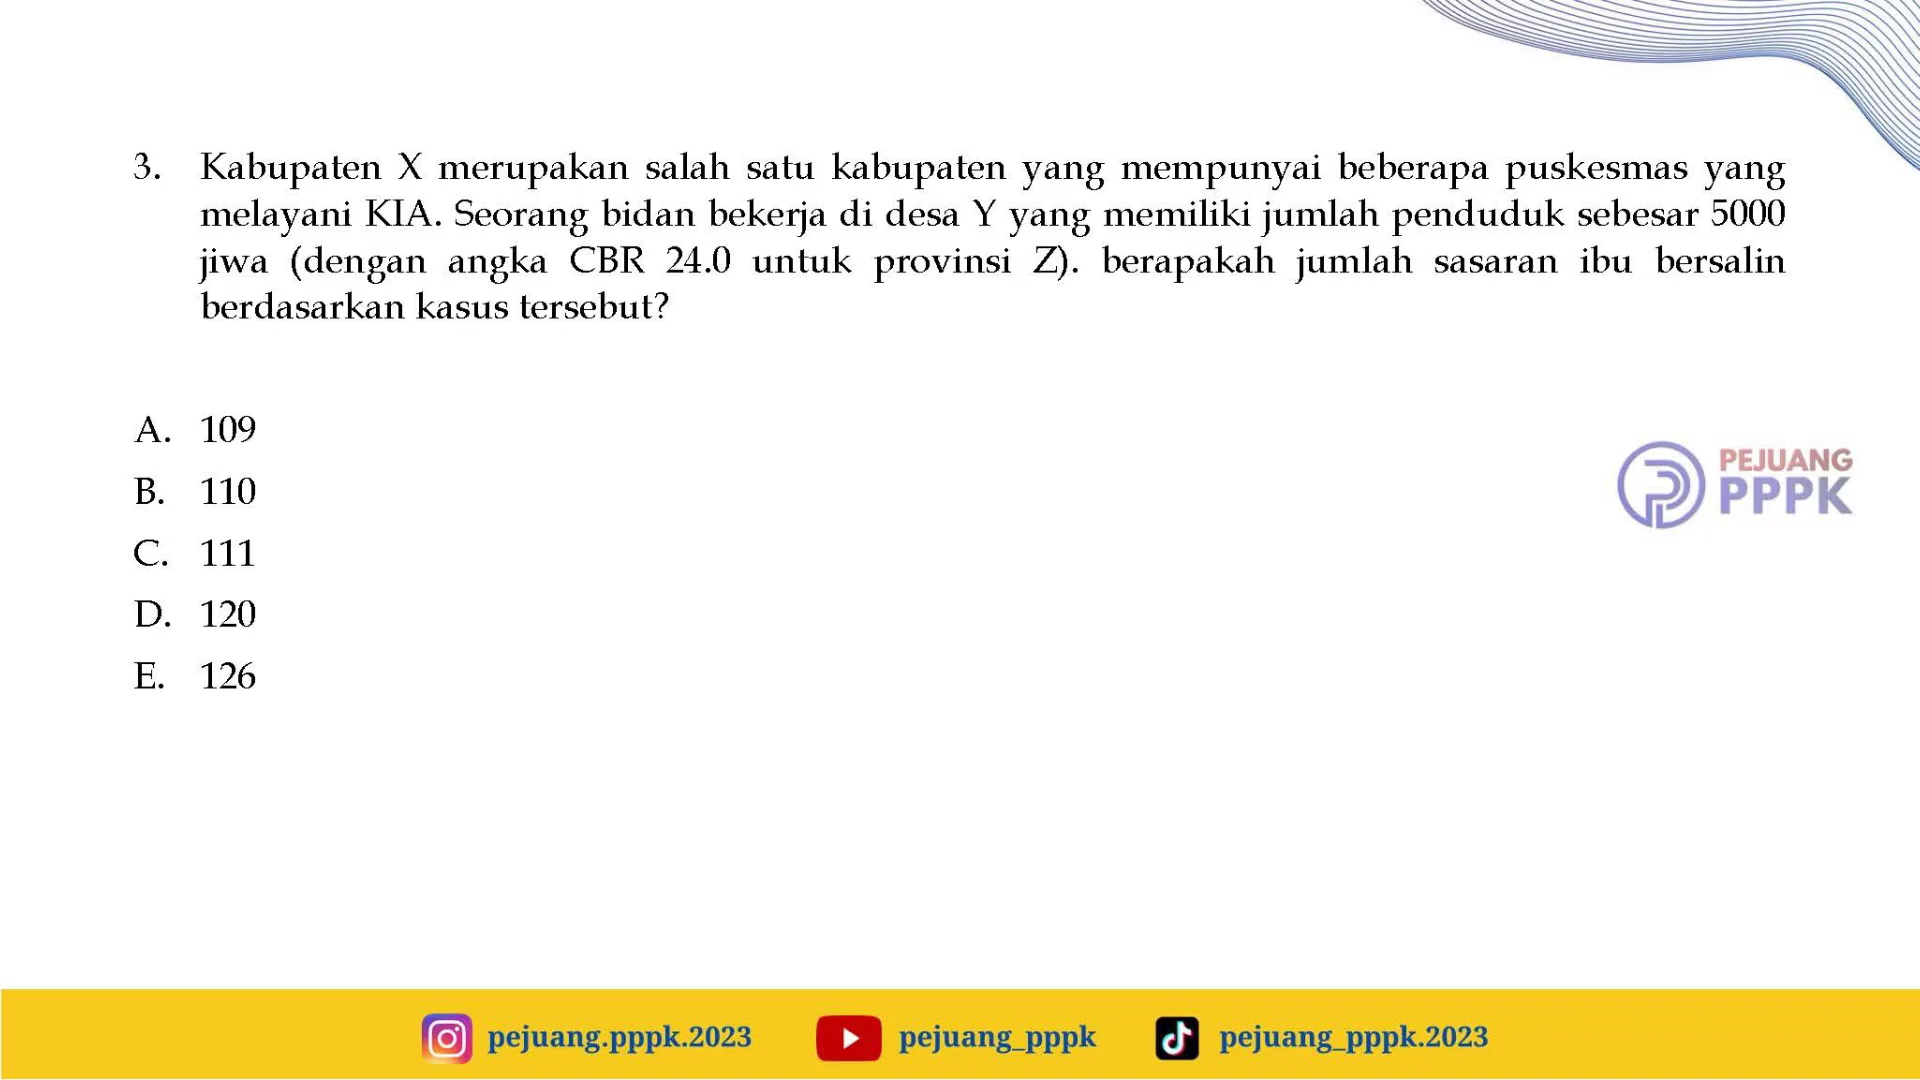 3. Kabupaten X merupakan salah satu kabupaten yang mempunyai beberapa puskesmas yang
melayani KIA. Seorang bidan bekerja di desa Y yang memiliki jumlah penduduk sebesar 5000
jiwa (dengan angka CBR 24.0 untuk provinsi Z). berapakah jumlah sasaran ibu bersalin
berdasarkan kasus tersebut?
A. 109
B. 110
C. 111
D. 120
E. 126
PEJUANG
PPPK
pejuang.pppk.2023 pejuang_pppk pejuang_pppk.2023